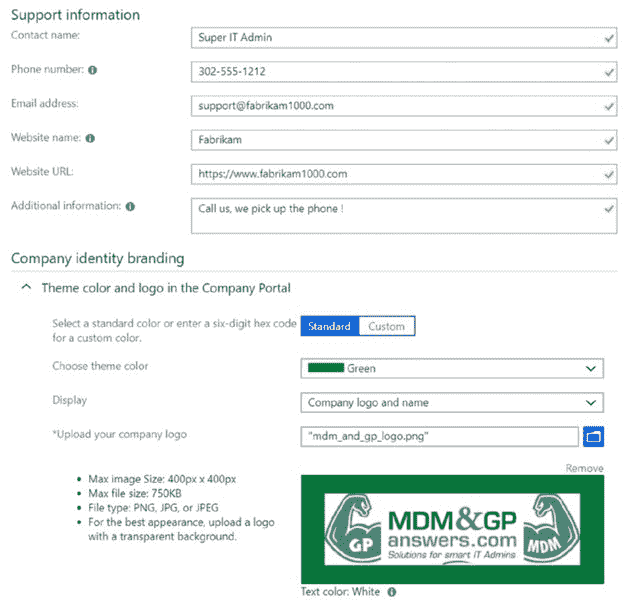 Support information
Contact name: Super IT Admin
Phone number: 302-555-1212
Email address: support@fabrikam1000.com
Website name: Fabrikam
Website URL: https://www.fabrikam1000.com
Additional information: Call us, we pick up the phone !
Company identity branding
Theme color and logo in the Company Portal
Select a standard color or enter a six-digit hex code Standard Custom
for a custom color.
Choose theme color Green
Display Company logo and name
*Upload your company logo "mdm_and_gp_logo.png"
Remove
• Max image Size: 400px x 400px
• Max file size: 750KB
• File type: PNG, JPG, or JPEG
• For the best appearance, upload a logo
with a transparent background.
MDM&GP
answers.com
Solutions for smart IT Admins
GP
MDM
Text color: White